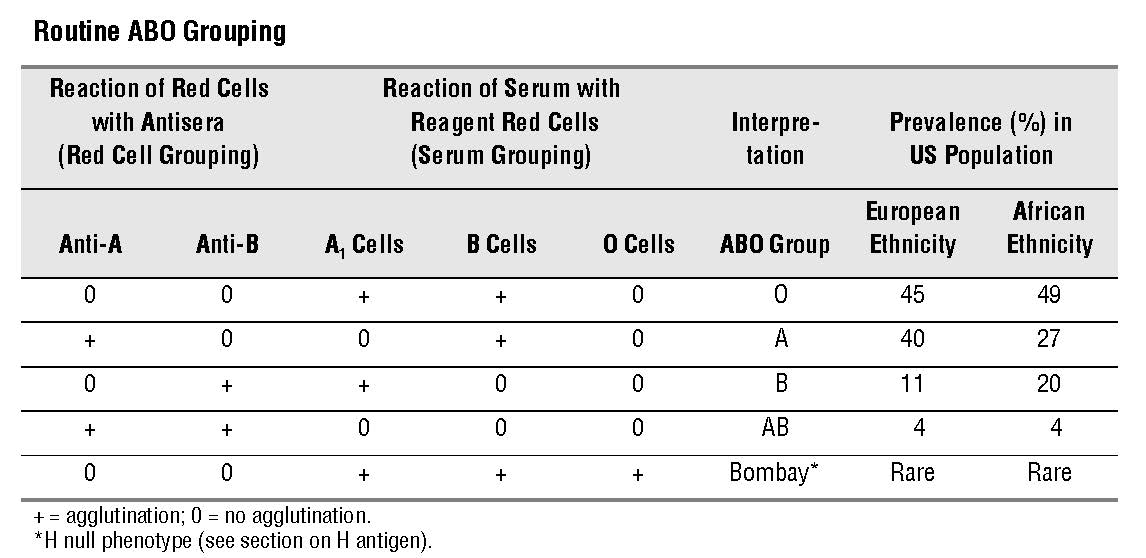 Routine ABO Grouping
Reaction of Red Cells with Antisera (Red Cell Grouping) Reaction of Serum with Reagent Red Cells (Serum Grouping) Interpre-tation Prevalence (%) in US Population
Anti-A Anti-B A₁ Cells B Cells O Cells ABO Group European Ethnicity African Ethnicity
0 0 + + 0 O 45 49
+ 0 0 + 0 A 40 27
0 + + 0 0 B 11 20
+ + 0 0 0 AB 4 4
0 0 + + + Bombay* Rare Rare
+ = agglutination; 0 = no agglutination.
*H null phenotype (see section on H antigen).